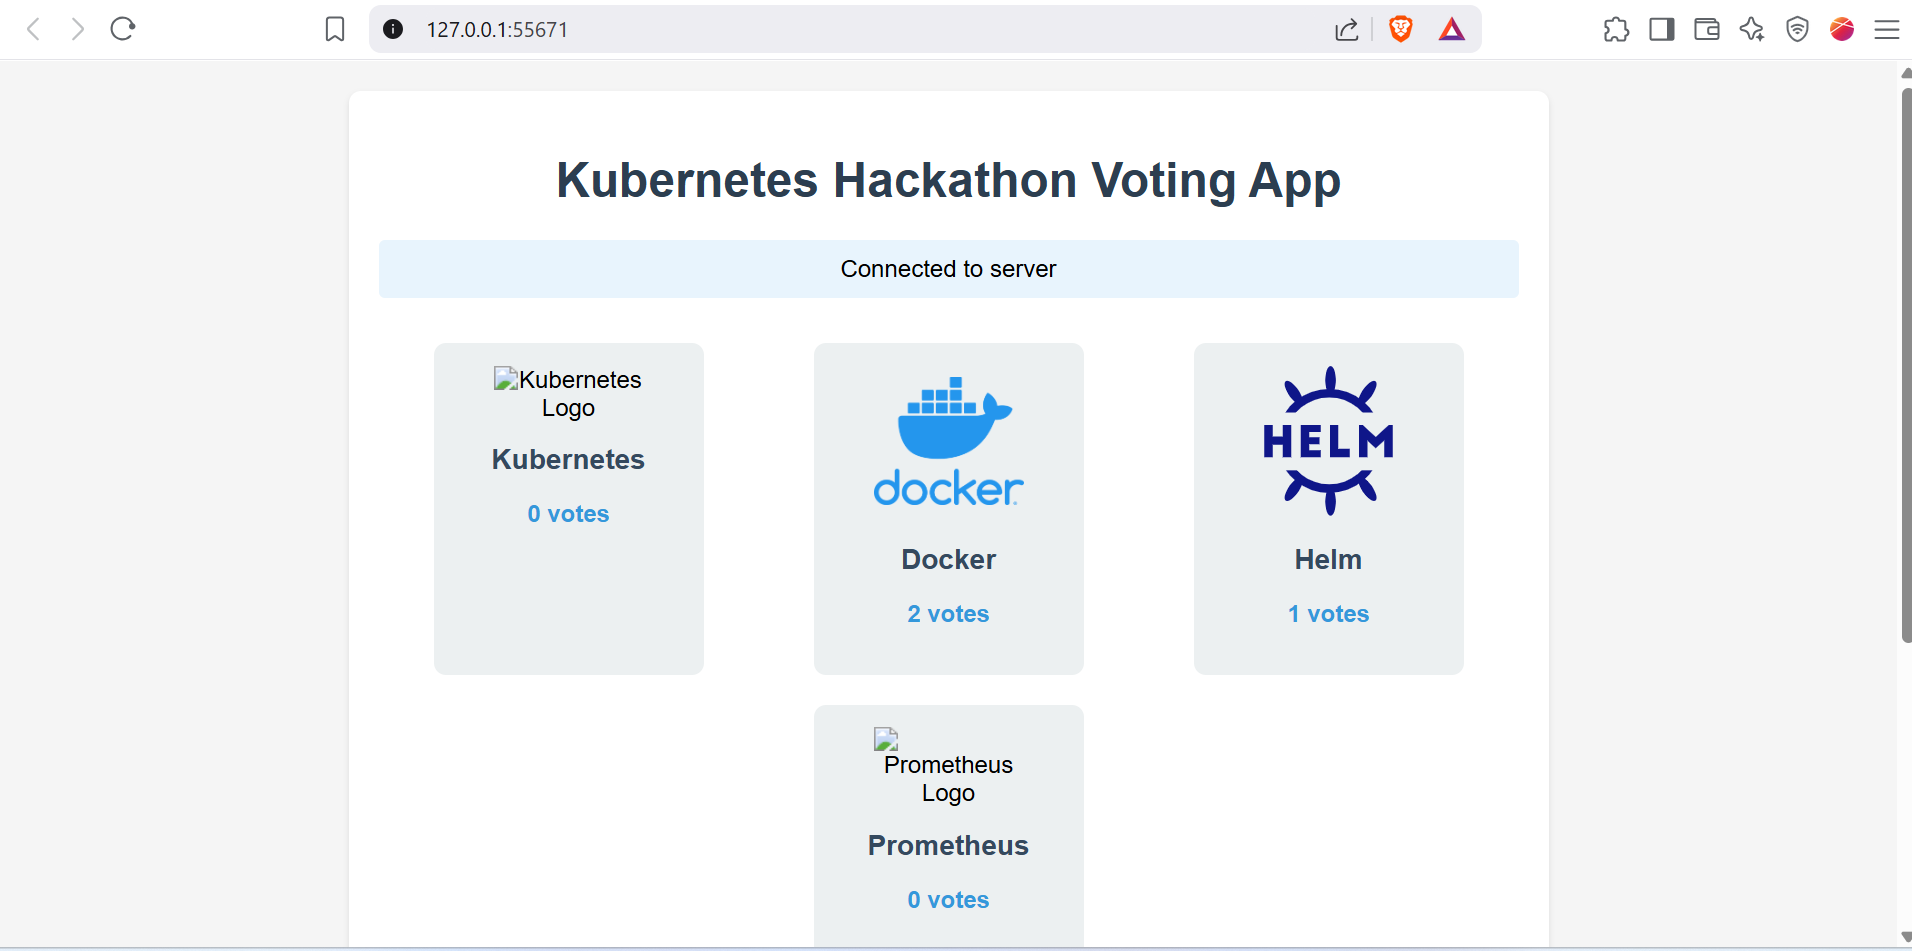 127.0.0.1:55671
Kubernetes Hackathon Voting App
Connected to server
Kubernetes
Logo
Kubernetes
0 votes
docker
Docker
2 votes
HELM
Helm
1 votes
Prometheus
Logo
Prometheus
0 votes